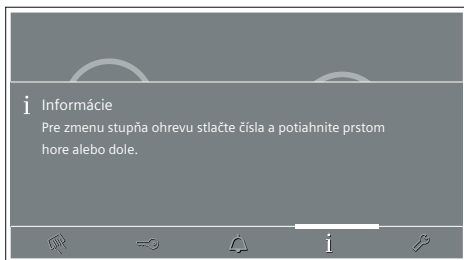 i Informácie
Pre zmenu stupňa ohrevu stlačte čísla a potiahnite prstom
hore alebo dole.
i